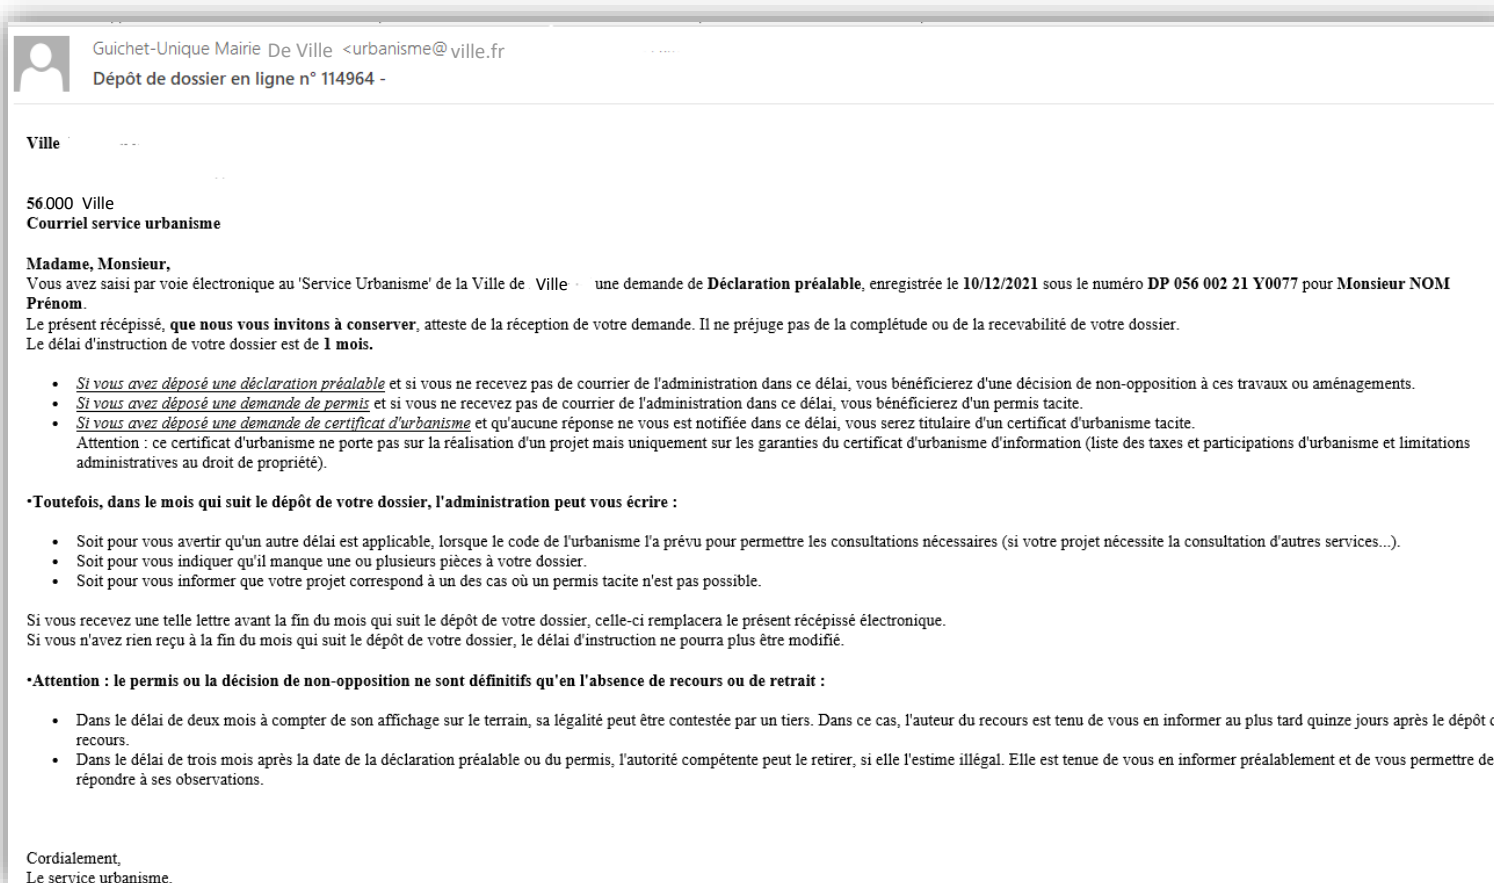 Guichet-Unique Mairie De Ville <urbanisme@ville.fr
Dépôt de dossier en ligne n° 114964 -
Ville
56.000 Ville
Courriel service urbanisme
Madame, Monsieur,
Vous avez saisi par voie électronique au 'Service Urbanisme' de la Ville de Ville une demande de Déclaration préalable, enregistrée le 10/12/2021 sous le numéro DP 056 002 21 Y0077 pour Monsieur NOM
Prénom.
Le présent récépissé, que nous vous invitons à conserver, atteste de la réception de votre demande. Il ne préjuge pas de la complétude ou de la recevabilité de votre dossier.
Le délai d'instruction de votre dossier est de 1 mois.
• Si vous avez déposé une déclaration préalable et si vous ne recevez pas de courrier de l'administration dans ce délai, vous bénéficierez d'une décision de non-opposition à ces travaux ou aménagements.
• Si vous avez déposé une demande de permis et si vous ne recevez pas de courrier de l'administration dans ce délai, vous bénéficierez d'un permis tacite.
• Si vous avez déposé une demande de certificat d'urbanisme et qu'aucune réponse ne vous est notifiée dans ce délai, vous serez titulaire d'un certificat d'urbanisme tacite.
Attention : ce certificat d'urbanisme ne porte pas sur la réalisation d'un projet mais uniquement sur les garanties du certificat d'urbanisme d'information (liste des taxes et participations d'urbanisme et limitations
administratives au droit de propriété).
•Toutefois, dans le mois qui suit le dépôt de votre dossier, l'administration peut vous écrire :
• Soit pour vous avertir qu'un autre délai est applicable, lorsque le code de l'urbanisme l'a prévu pour permettre les consultations nécessaires (si votre projet nécessite la consultation d'autres services...).
• Soit pour vous indiquer qu'il manque une ou plusieurs pièces à votre dossier.
• Soit pour vous informer que votre projet correspond à un des cas où un permis tacite n'est pas possible.
Si vous recevez une telle lettre avant la fin du mois qui suit le dépôt de votre dossier, celle-ci remplacera le présent récépissé électronique.
Si vous n'avez rien reçu à la fin du mois qui suit le dépôt de votre dossier, le délai d'instruction ne pourra plus être modifié.
•Attention : le permis ou la décision de non-opposition ne sont définitifs qu'en l'absence de recours ou de retrait :
• Dans le délai de deux mois à compter de son affichage sur le terrain, sa légalité peut être contestée par un tiers. Dans ce cas, l'auteur du recours est tenu de vous en informer au plus tard quinze jours après le dépôt
recours.
• Dans le délai de trois mois après la date de la déclaration préalable ou du permis, l'autorité compétente peut le retirer, si elle l'estime illégal. Elle est tenue de vous en informer préalablement et de vous permettre de
répondre à ses observations.
Cordialement,
Le service urbanisme.